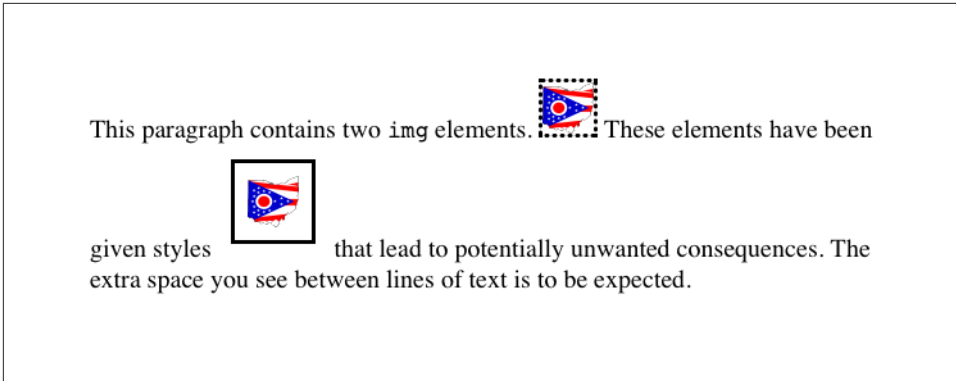 This paragraph contains two img elements. These elements have been
given styles that lead to potentially unwanted consequences. The
extra space you see between lines of text is to be expected.